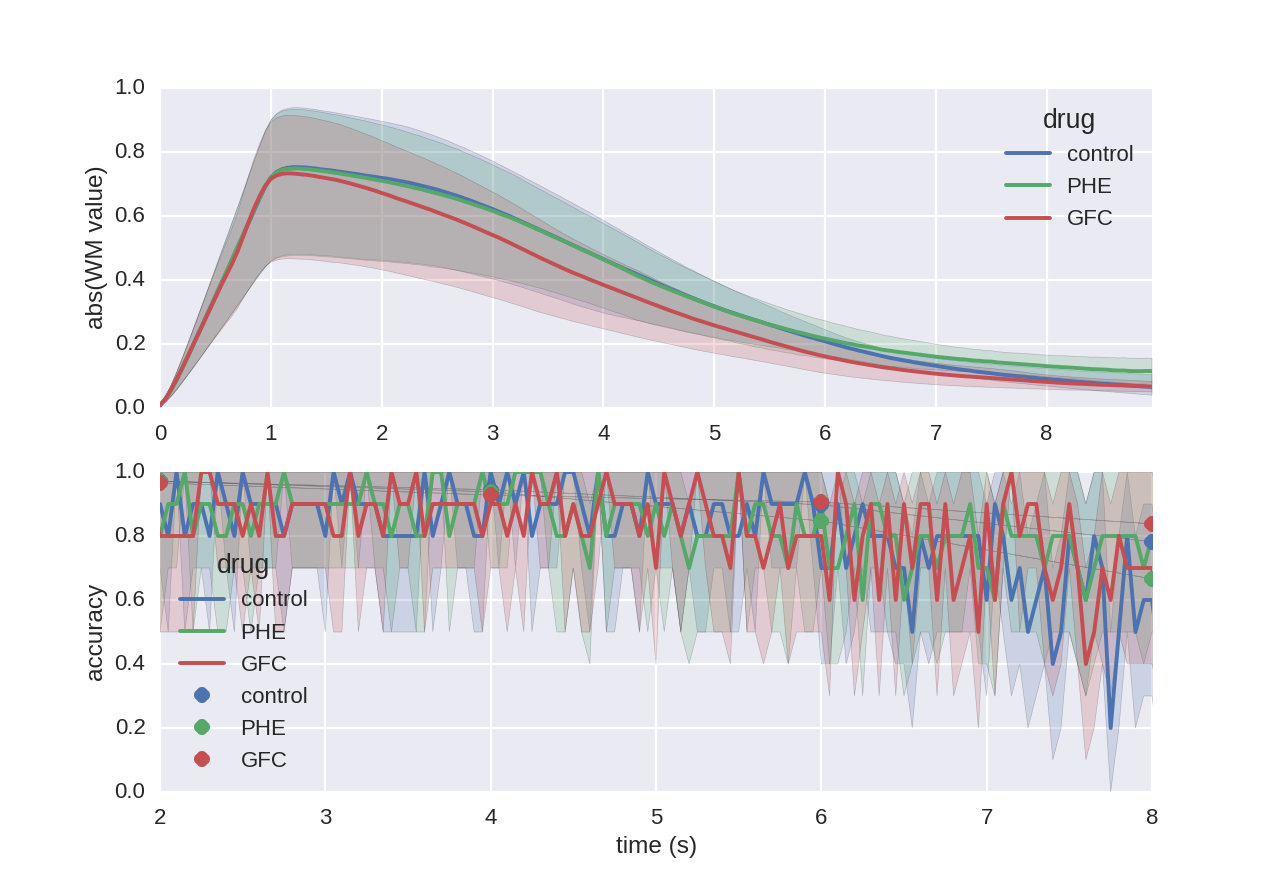 1.0
0.8
0.6
0.4
0.2
0.0
abs(WM value)
drug
control
PHE
GFC
0 1 2 3 4 5 6 7 8
1.0
0.8
0.6
0.4
0.2
0.0
accuracy
drug
control
PHE
GFC
control
PHE
GFC
2 3 4 5 6 7 8
time (s)